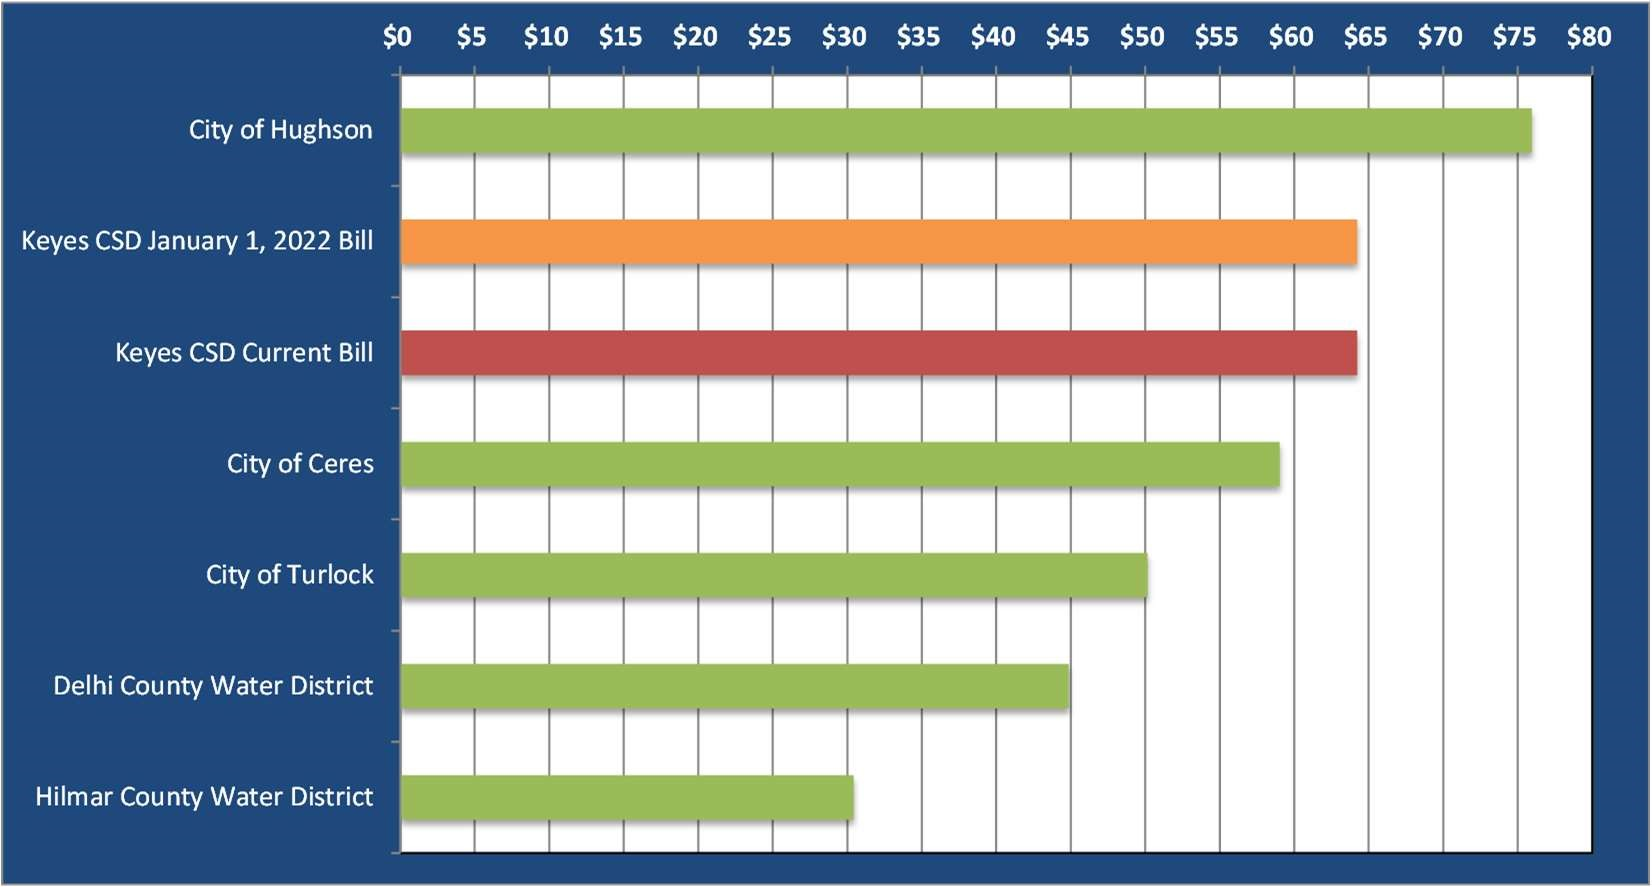 $0 $5 $10 $15 $20 $25 $30 $35 $40 $45 $50 $55 $60 $65 $70 $75 $80
City of Hughson
Keyes CSD January 1, 2022 Bill
Keyes CSD Current Bill
City of Ceres
City of Turlock
Delhi County Water District
Hilmar County Water District